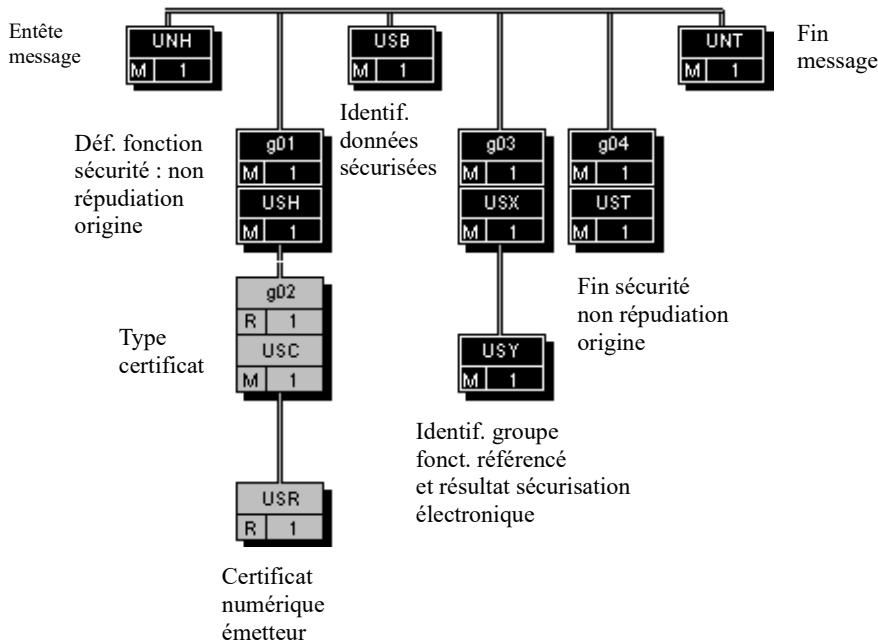 Entête
message
UNH
M 1
USB
M 1
UNT
M 1
Fin
message
Identif.
données
sécurisées
Déf. fonction
sécurité : non
répudiation
origine
g01
M 1
USH
M 1
g03
M 1
USX
M 1
g04
M 1
UST
M 1
Fin sécurité
non répudiation
origine
Type
certificat
g02
R 1
USC
M 1
USY
M 1
Identif. groupe
fonct. référencé
et résultat sécurisation
électronique
USR
R 1
Certificat
numérique
émetteur